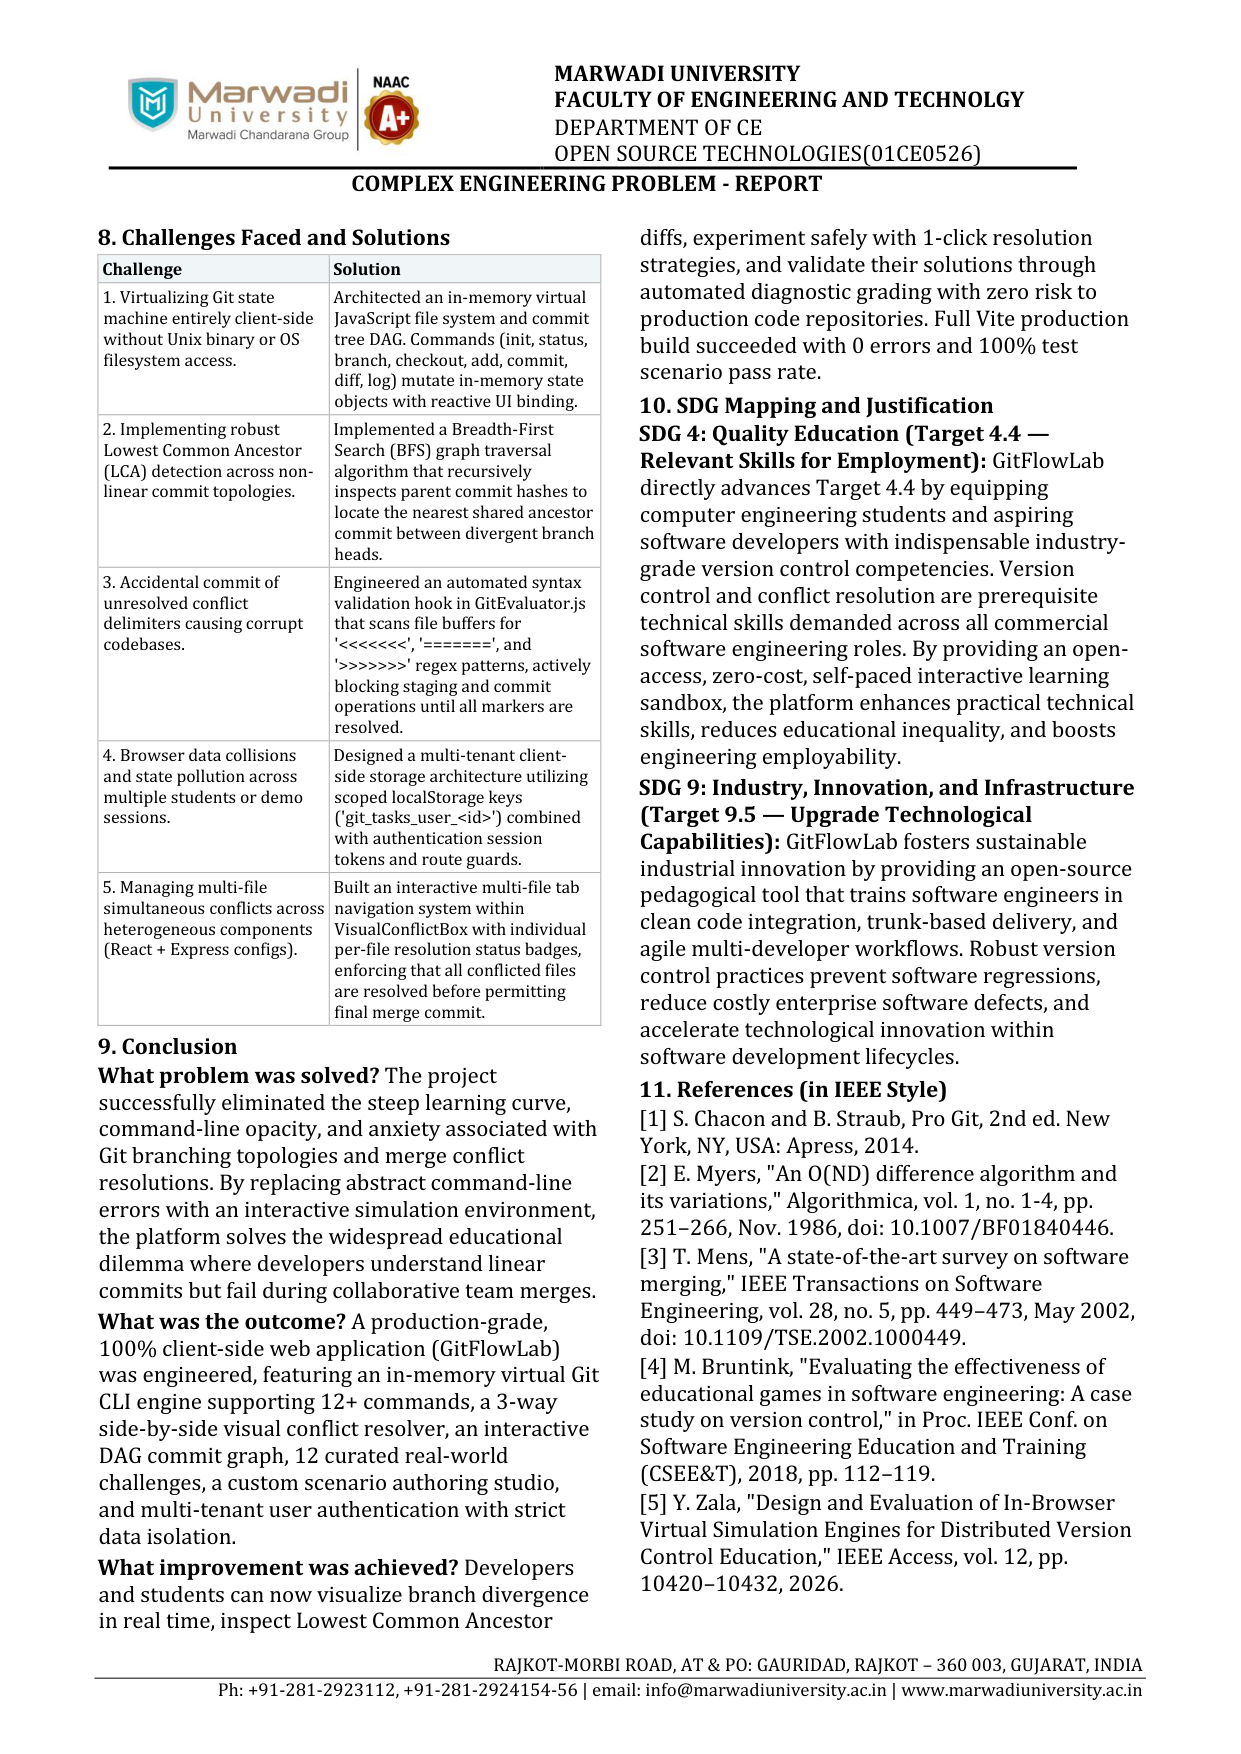 Marwadi
University
Marwadi Chandarana Group
NAAC
A+
MARWADI UNIVERSITY
FACULTY OF ENGINEERING AND TECHNOLGY
DEPARTMENT OF CE
OPEN SOURCE TECHNOLOGIES(01CE0526)
COMPLEX ENGINEERING PROBLEM - REPORT
8. Challenges Faced and Solutions
Challenge
Solution
1. Virtualizing Git state
machine entirely client-side
without Unix binary or OS
filesystem access.
Architected an in-memory virtual
JavaScript file system and commit
tree DAG. Commands (init, status,
branch, checkout, add, commit,
diff, log) mutate in-memory state
objects with reactive UI binding.
2. Implementing robust
Lowest Common Ancestor
(LCA) detection across non-
linear commit topologies.
Implemented a Breadth-First
Search (BFS) graph traversal
algorithm that recursively
inspects parent commit hashes to
locate the nearest shared ancestor
commit between divergent branch
heads.
3. Accidental commit of
unresolved conflict
delimiters causing corrupt
codebases.
Engineered an automated syntax
validation hook in GitEvaluator.js
that scans file buffers for
'<<<<<<<', '=======', and
'>>>>>>>' regex patterns, actively
blocking staging and commit
operations until all markers are
resolved.
4. Browser data collisions
and state pollution across
multiple students or demo
sessions.
Designed a multi-tenant client-
side storage architecture utilizing
scoped localStorage keys
('git_tasks_user_<id>') combined
with authentication session
tokens and route guards.
5. Managing multi-file
simultaneous conflicts across
heterogeneous components
(React + Express configs).
Built an interactive multi-file tab
navigation system within
VisualConflictBox with individual
per-file resolution status badges,
enforcing that all conflicted files
are resolved before permitting
final merge commit.
9. Conclusion
What problem was solved? The project
successfully eliminated the steep learning curve,
command-line opacity, and anxiety associated with
Git branching topologies and merge conflict
resolutions. By replacing abstract command-line
errors with an interactive simulation environment,
the platform solves the widespread educational
dilemma where developers understand linear
commits but fail during collaborative team merges.
What was the outcome? A production-grade,
100% client-side web application (GitFlowLab)
was engineered, featuring an in-memory virtual Git
CLI engine supporting 12+ commands, a 3-way
side-by-side visual conflict resolver, an interactive
DAG commit graph, 12 curated real-world
challenges, a custom scenario authoring studio,
and multi-tenant user authentication with strict
data isolation.
What improvement was achieved? Developers
and students can now visualize branch divergence
in real time, inspect Lowest Common Ancestor
diffs, experiment safely with 1-click resolution
strategies, and validate their solutions through
automated diagnostic grading with zero risk to
production code repositories. Full Vite production
build succeeded with 0 errors and 100% test
scenario pass rate.
10. SDG Mapping and Justification
SDG 4: Quality Education (Target 4.4 —
Relevant Skills for Employment): GitFlowLab
directly advances Target 4.4 by equipping
computer engineering students and aspiring
software developers with indispensable industry-
grade version control competencies. Version
control and conflict resolution are prerequisite
technical skills demanded across all commercial
software engineering roles. By providing an open-
access, zero-cost, self-paced interactive learning
sandbox, the platform enhances practical technical
skills, reduces educational inequality, and boosts
engineering employability.
SDG 9: Industry, Innovation, and Infrastructure
(Target 9.5 — Upgrade Technological
Capabilities): GitFlowLab fosters sustainable
industrial innovation by providing an open-source
pedagogical tool that trains software engineers in
clean code integration, trunk-based delivery, and
agile multi-developer workflows. Robust version
control practices prevent software regressions,
reduce costly enterprise software defects, and
accelerate technological innovation within
software development lifecycles.
11. References (in IEEE Style)
[1] S. Chacon and B. Straub, Pro Git, 2nd ed. New
York, NY, USA: Apress, 2014.
[2] E. Myers, "An O(ND) difference algorithm and
its variations," Algorithmica, vol. 1, no. 1-4, pp.
251–266, Nov. 1986, doi: 10.1007/BF01840446.
[3] T. Mens, "A state-of-the-art survey on software
merging," IEEE Transactions on Software
Engineering, vol. 28, no. 5, pp. 449–473, May 2002,
doi: 10.1109/TSE.2002.1000449.
[4] M. Bruntink, "Evaluating the effectiveness of
educational games in software engineering: A case
study on version control," in Proc. IEEE Conf. on
Software Engineering Education and Training
(CSEE&T), 2018, pp. 112–119.
[5] Y. Zala, "Design and Evaluation of In-Browser
Virtual Simulation Engines for Distributed Version
Control Education," IEEE Access, vol. 12, pp.
10420–10432, 2026.
RAJKOT-MORBI ROAD, AT & PO: GAURIDAD, RAJKOT – 360 003, GUJARAT, INDIA
Ph: +91-281-2923112, +91-281-2924154-56 | email: info@marwadiuniversity.ac.in | www.marwadiuniversity.ac.in